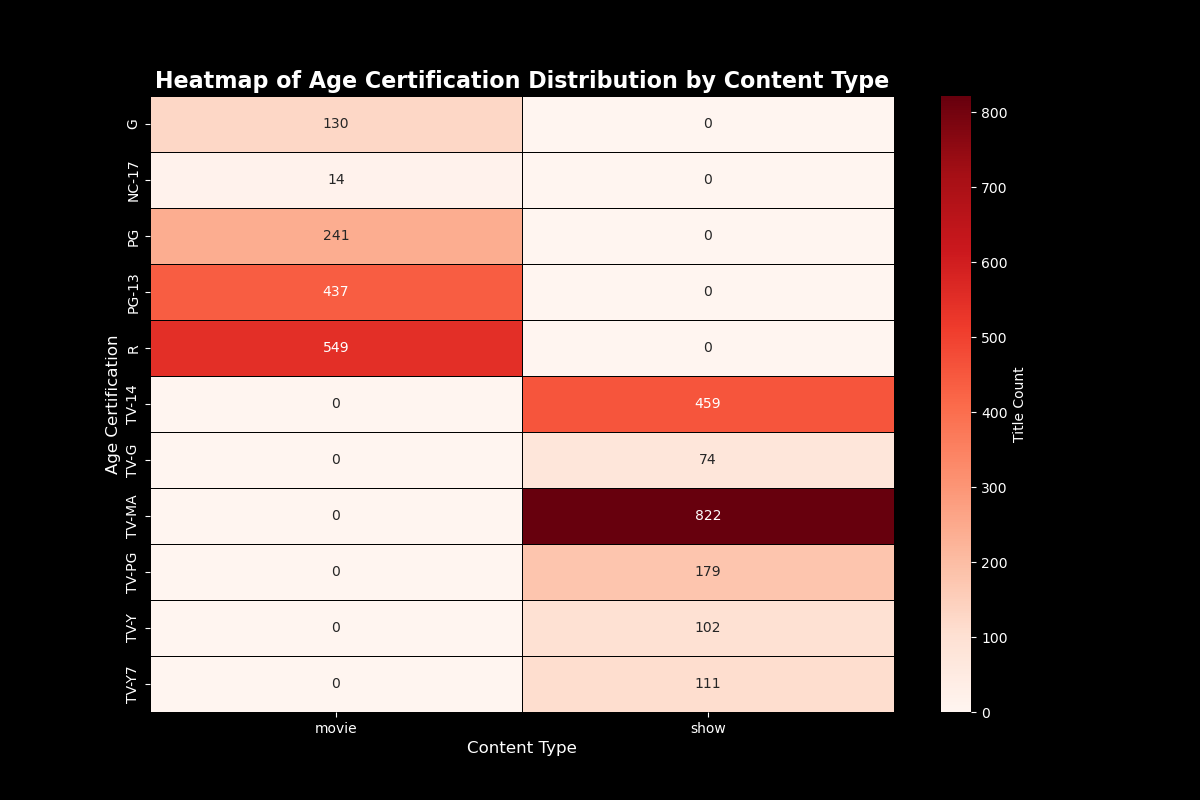 Heatmap of Age Certification Distribution by Content Type
G 130 0
NC-17 14 0
PG 241 0
PG-13 437 0
R 549 0
TV-14 0 459
TV-G 0 74
TV-MA 0 822
TV-PG 0 179
TV-Y 0 102
TV-Y7 0 111
movie show
Content Type
Age Certification
800
700
600
500
400
300
200
100
0
Title Count